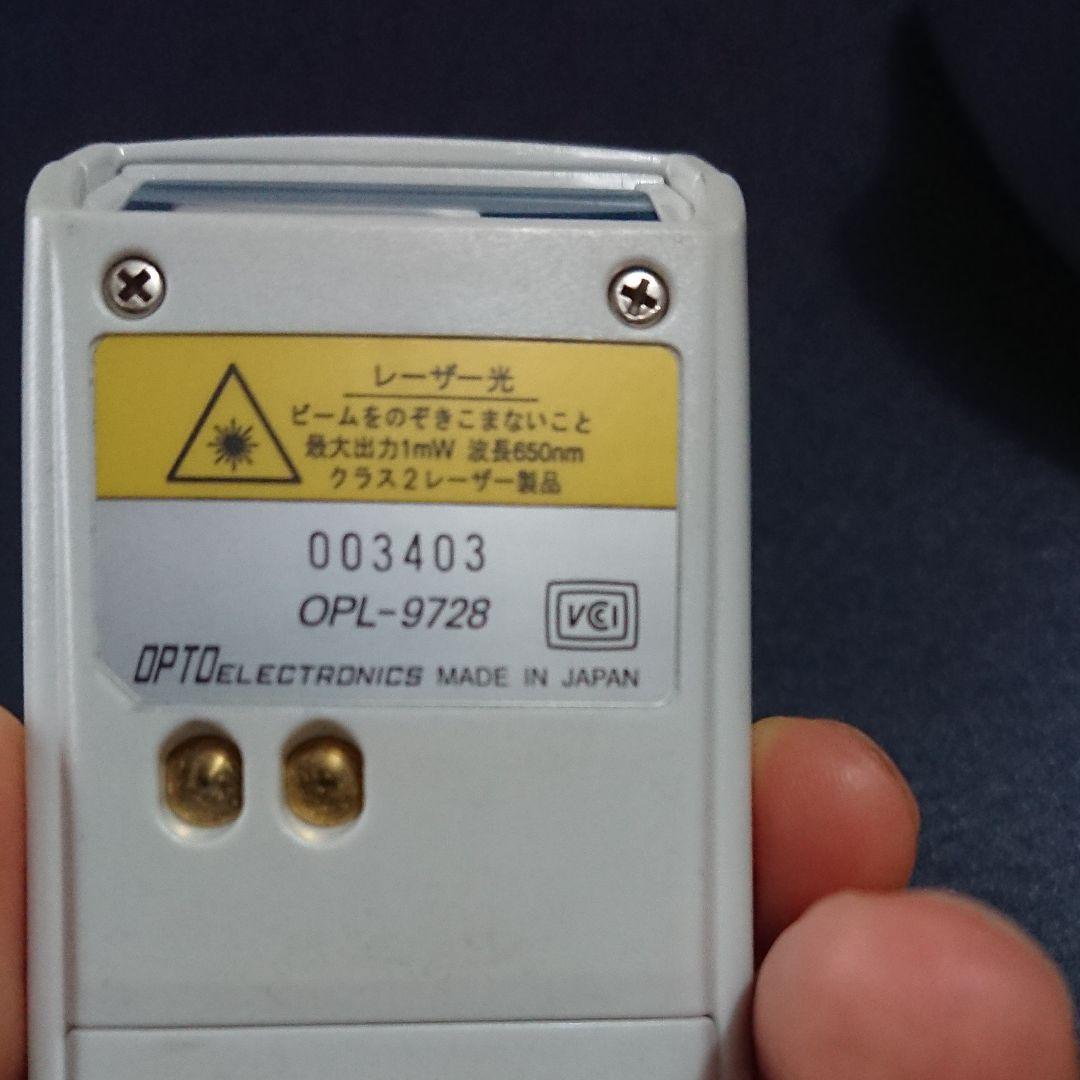 レーザー光
ビームをのぞきこまないこと
最大出力1mW 波長650nm
クラス2レーザー製品
003403
OPL-9728
VCCI
OPTOELECTRONICS MADE IN JAPAN